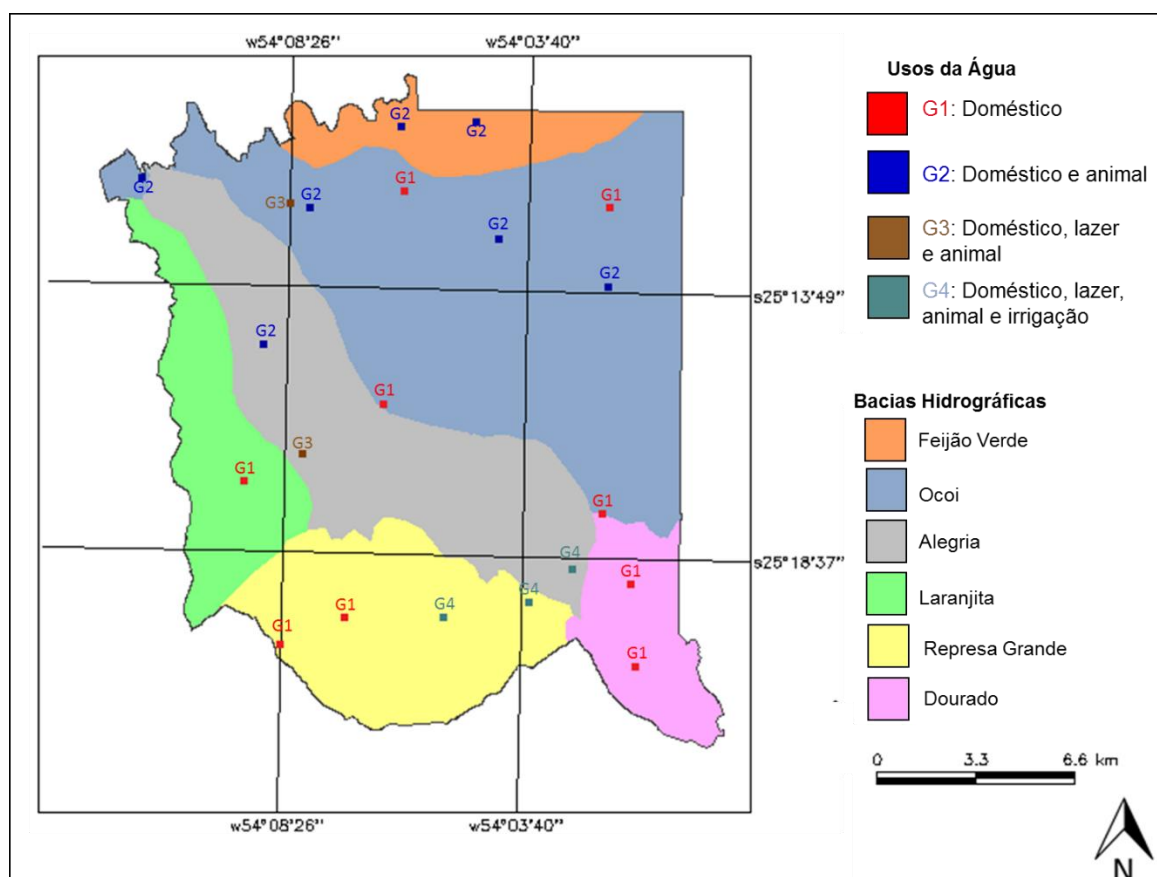 w54°08'26" w54°03'40"
G2
G2
G1
G2
G3
G2
G1
G2
G2
s25°13'49"
G2
G1
G3
G1
G1
s25°18'37"
G4
G1
G4
G1
G4
G1
G1
w54°08'26" w54°03'40"
Usos da Água
G1: Doméstico
G2: Doméstico e animal
G3: Doméstico, lazer
e animal
G4: Doméstico, lazer,
animal e irrigação
Bacias Hidrográficas
Feijão Verde
Ocoi
Alegria
Laranjita
Represa Grande
Dourado
0 3.3 6.6 km
N